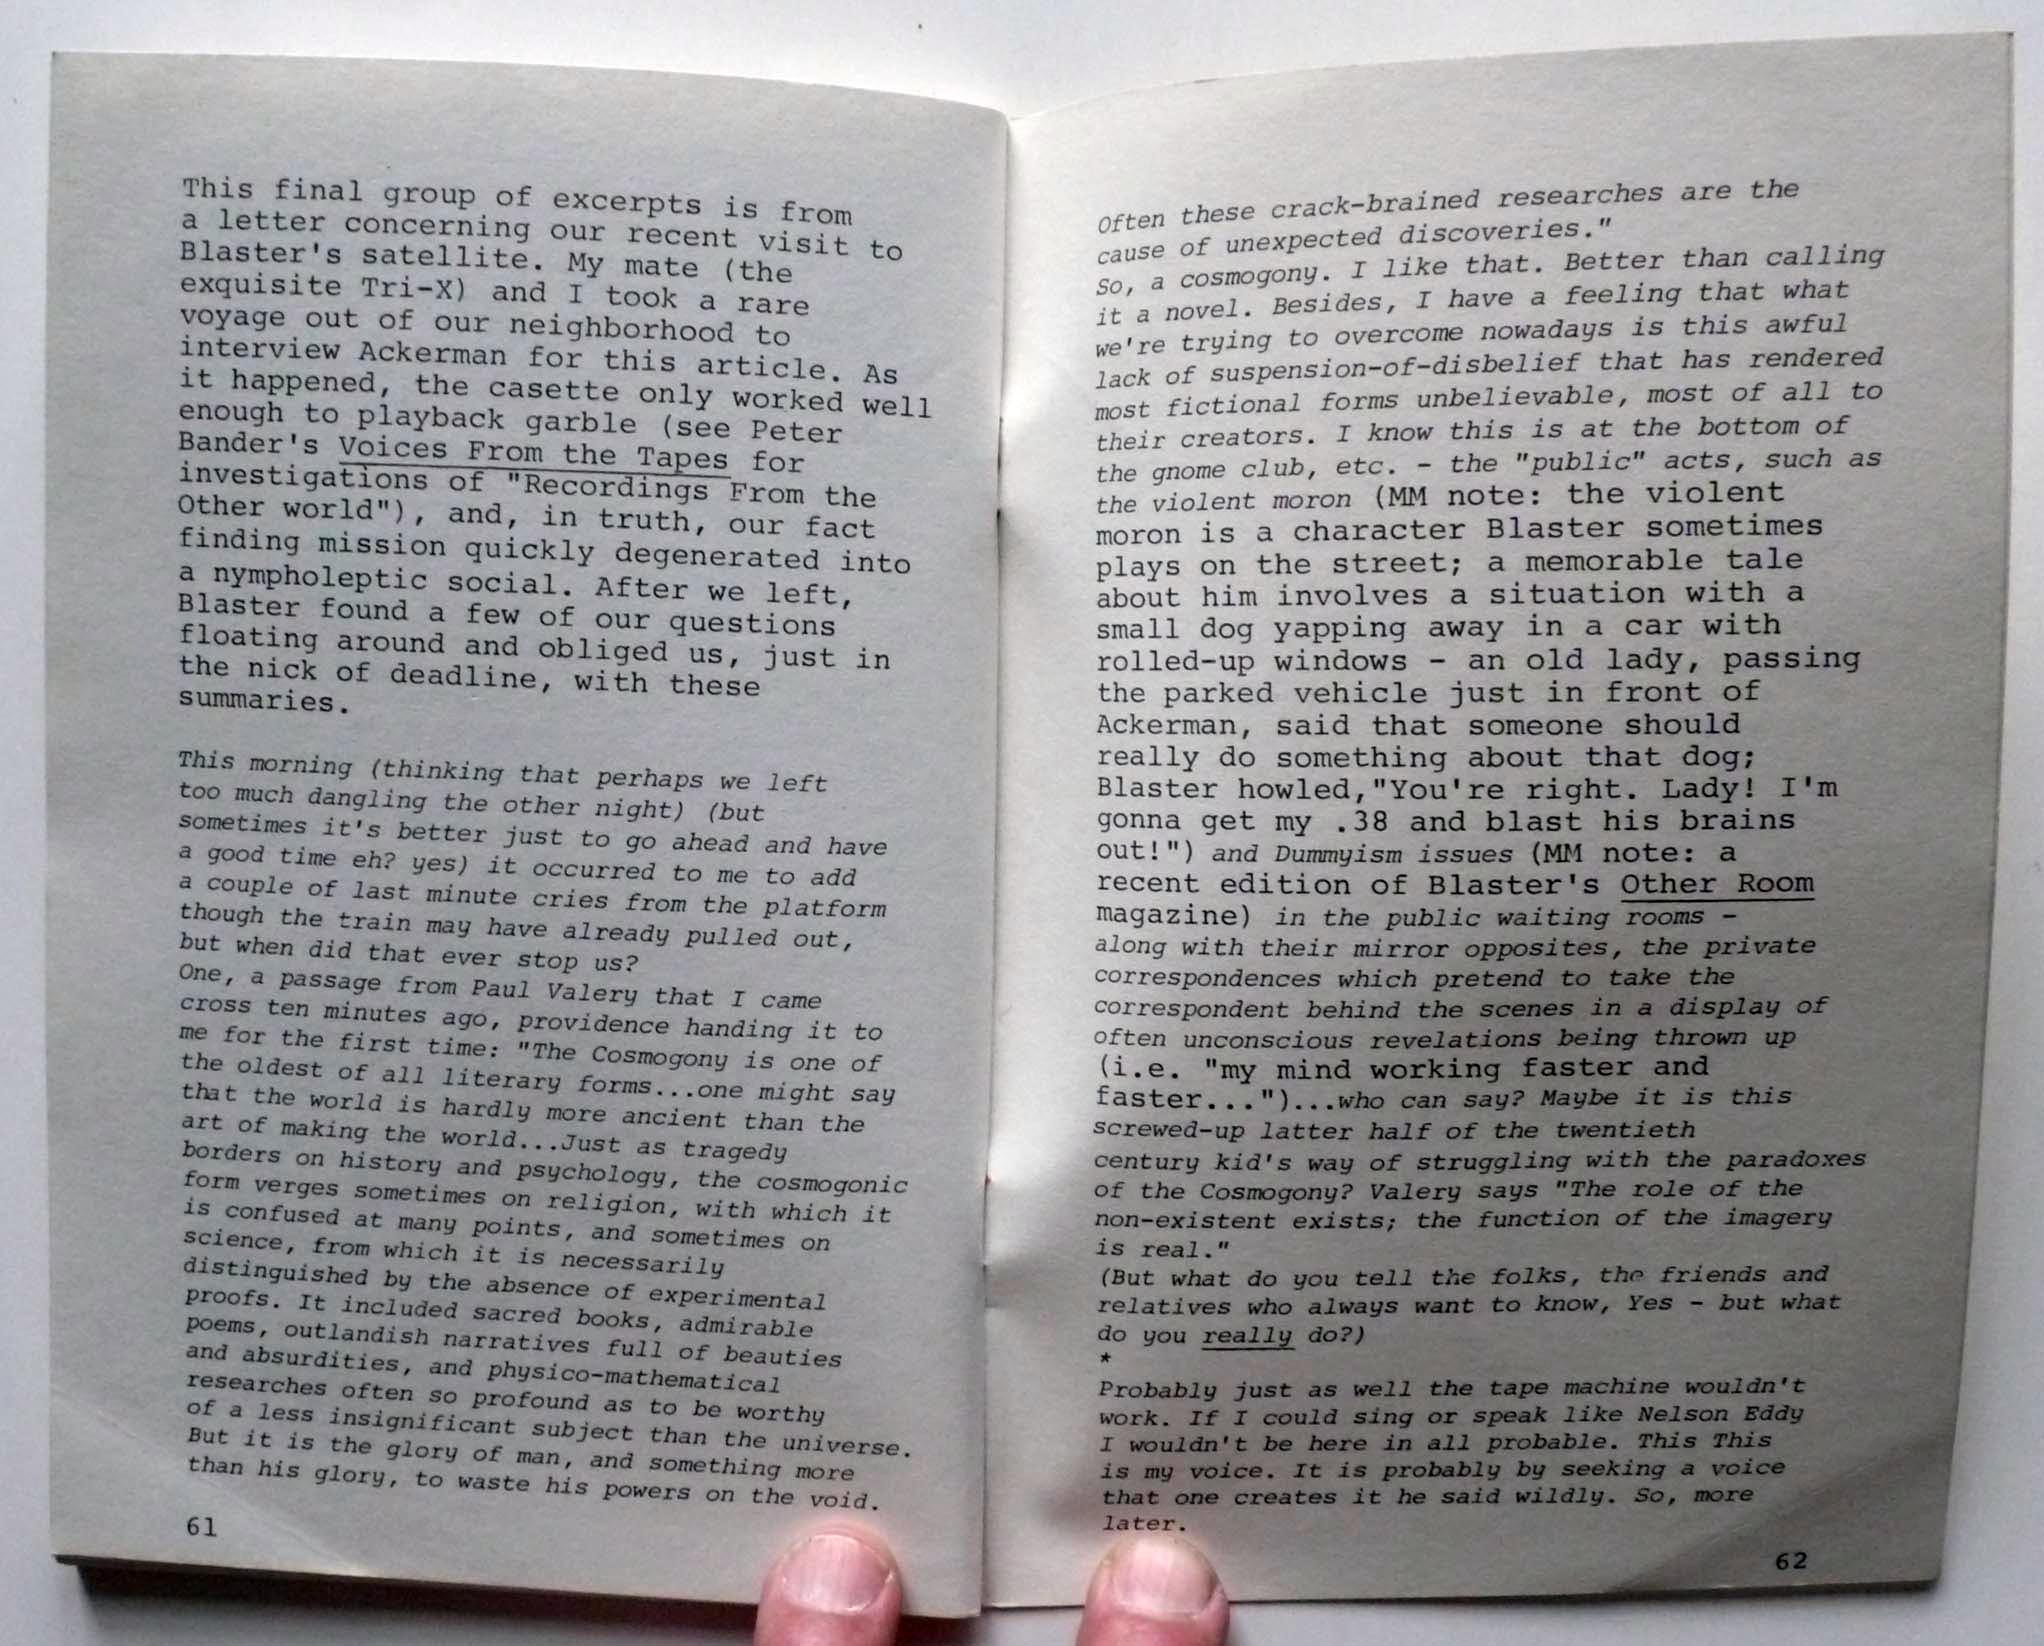 This final group of excerpts is from
a letter concerning our recent visit to
Blaster's satellite. My mate (the
exquisite Tri-X) and I took a rare
voyage out of our neighborhood to
interview Ackerman for this article. As
it happened, the casette only worked well
enough to playback garble (see Peter
Bander's Voices From the Tapes for
investigations of "Recordings From the
Other world"), and, in truth, our fact
finding mission quickly degenerated into
a nympholeptic social. After we left,
Blaster found a few of our questions
floating around and obliged us, just in
the nick of deadline, with these
summaries.
This morning (thinking that perhaps we left
too much dangling the other night) (but
sometimes it's better just to go ahead and have
a good time eh? yes) it occurred to me to add
a couple of last minute cries from the platform
though the train may have already pulled out,
but when did that ever stop us?
One, a passage from Paul Valery that I came
cross ten minutes ago, providence handing it to
me for the first time: "The Cosmogony is one of
the oldest of all literary forms...one might say
that the world is hardly more ancient than the
art of making the world...Just as tragedy
borders on history and psychology, the cosmogonic
form verges sometimes on religion, with which it
is confused at many points, and sometimes on
science, from which it is necessarily
distinguished by the absence of experimental
proofs. It included sacred books, admirable
poems, outlandish narratives full of beauties
and absurdities, and physico-mathematical
researches often so profound as to be worthy
of a less insignificant subject than the universe.
But it is the glory of man, and something more
than his glory, to waste his powers on the void.
61
Often these crack-brained researches are the
cause of unexpected discoveries."
So, a cosmogony. I like that. Better than calling
it a novel. Besides, I have a feeling that what
we're trying to overcome nowadays is this awful
lack of suspension-of-disbelief that has rendered
most fictional forms unbelievable, most of all to
their creators. I know this is at the bottom of
the gnome club, etc. - the "public" acts, such as
the violent moron (MM note: the violent
moron is a character Blaster sometimes
plays on the street; a memorable tale
about him involves a situation with a
small dog yapping away in a car with
rolled-up windows - an old lady, passing
the parked vehicle just in front of
Ackerman, said that someone should
really do something about that dog;
Blaster howled,"You're right. Lady! I'm
gonna get my .38 and blast his brains
out!") and Dummyism issues (MM note: a
recent edition of Blaster's Other Room
magazine) in the public waiting rooms -
along with their mirror opposites, the private
correspondences which pretend to take the
correspondent behind the scenes in a display of
often unconscious revelations being thrown up
(i.e. "my mind working faster and
faster...")...who can say? Maybe it is this
screwed-up latter half of the twentieth
century kid's way of struggling with the paradoxes
of the Cosmogony? Valery says "The role of the
non-existent exists; the function of the imagery
is real."
(But what do you tell the folks, the friends and
relatives who always want to know, Yes - but what
do you really do?)
*
Probably just as well the tape machine wouldn't
work. If I could sing or speak like Nelson Eddy
I wouldn't be here in all probable. This This
is my voice. It is probably by seeking a voice
that one creates it he said wildly. So, more
later.
62